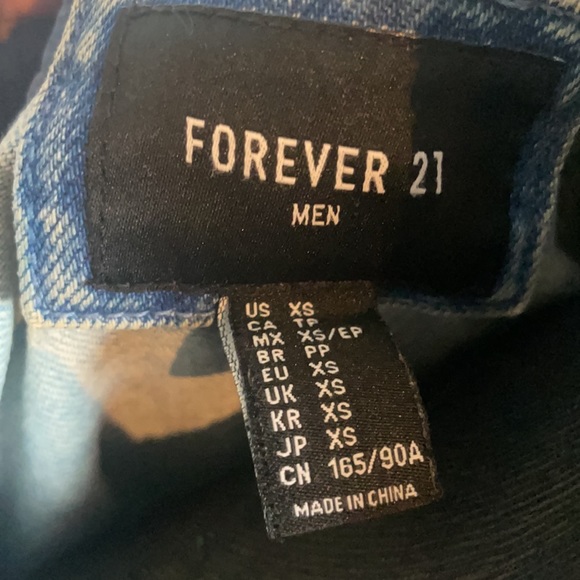 FOREVER 21
MEN
US XS
CA TP
MX XS/EP
BR PP
EU XS
UK XS
KR XS
JP XS
CN 165/90A
MADE IN CHINA